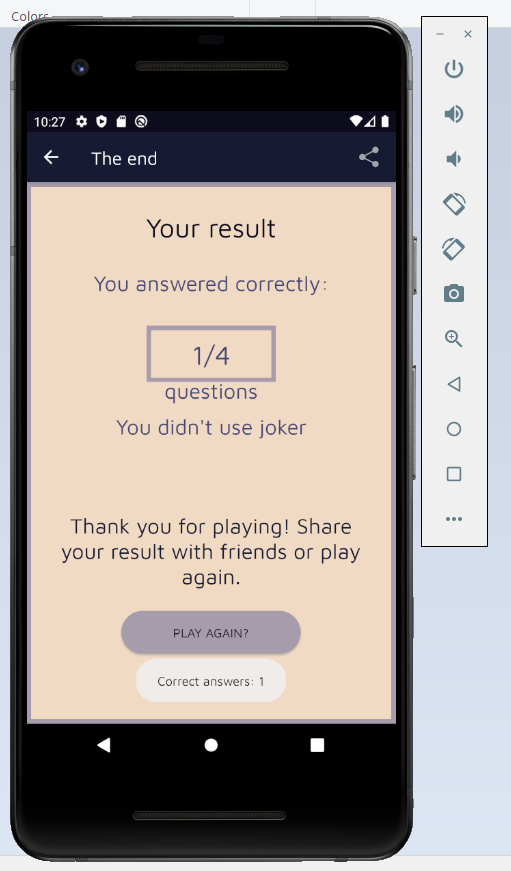 Colors
10:27
The end
Your result
You answered correctly:
1/4
questions
You didn't use joker
Thank you for playing! Share
your result with friends or play
again.
PLAY AGAIN?
Correct answers: 1